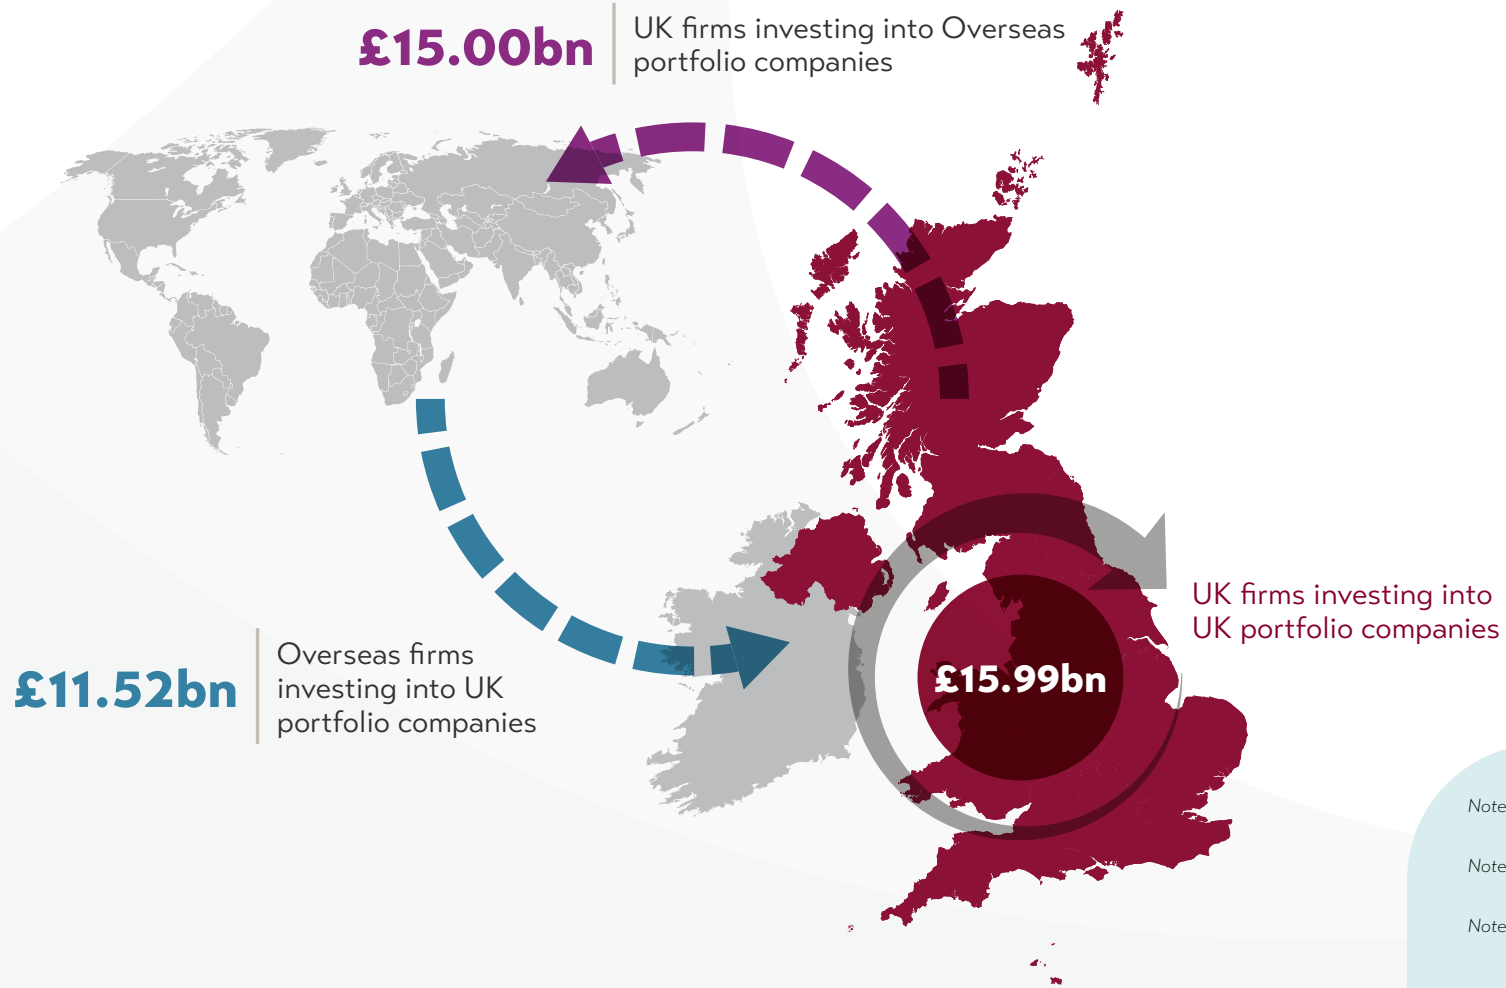 £15.00bn
UK firms investing into Overseas
portfolio companies
UK firms investing into
UK portfolio companies
£15.99bn
£11.52bn
Overseas firms
investing into UK
portfolio companies
Note
Note
Note